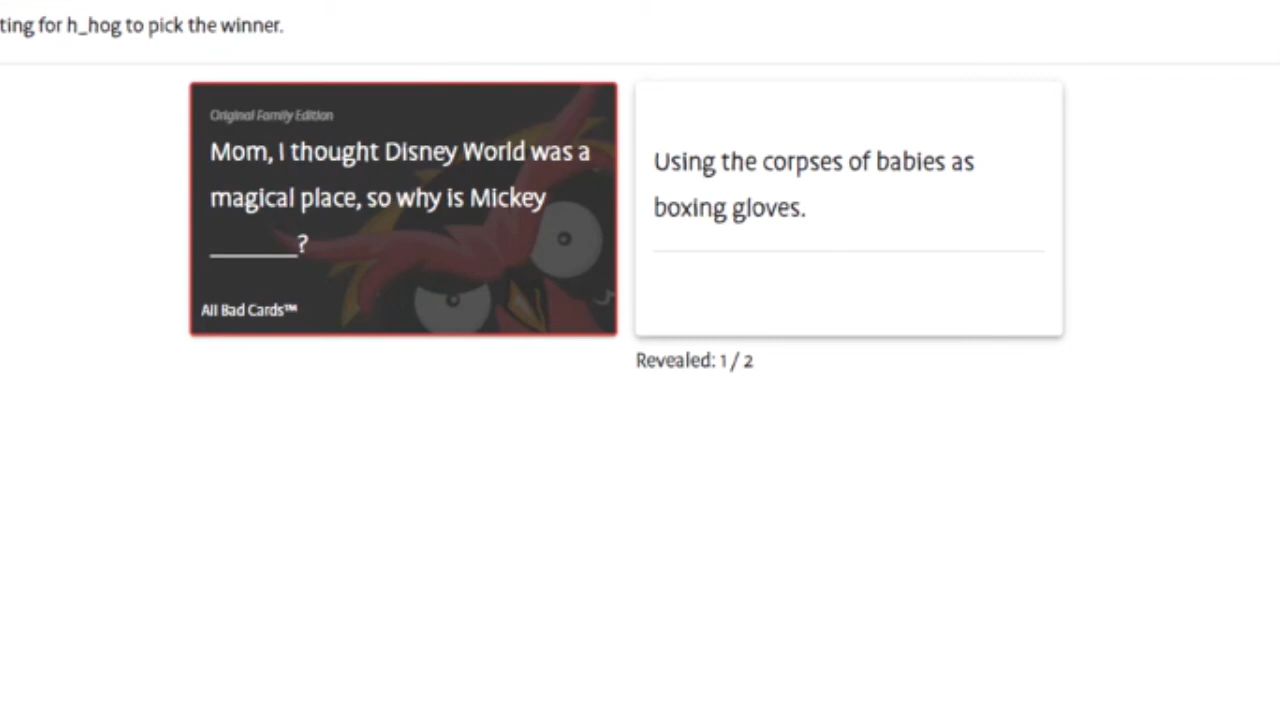 ting for h_hog to pick the winner.
Original Family Edition
Mom, I thought Disney World was a
magical place, so why is Mickey
________?
All Bad Cards™
Using the corpses of babies as
boxing gloves.
Revealed: 1 / 2